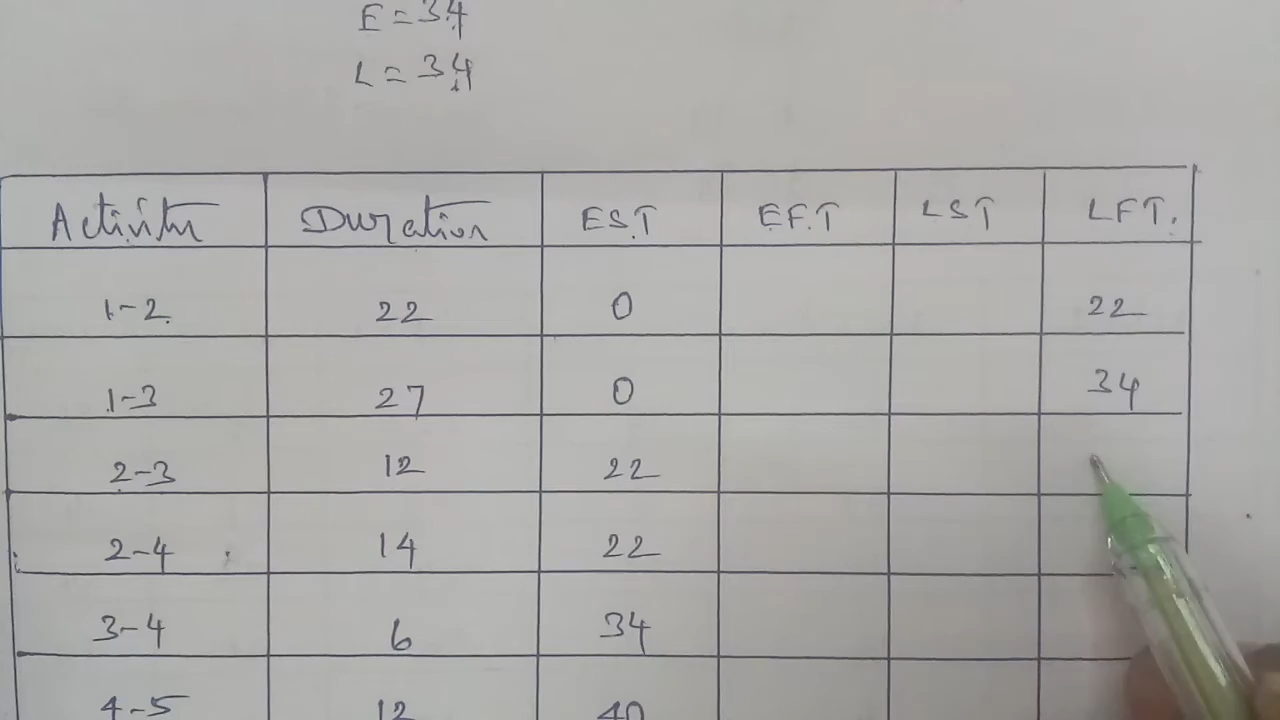 E = 34
L = 34
Activity Duration EST EFT LST LFT.
1-2 22 0 22
1-3 27 0 34
2-3 12 22
2-4 14 22
3-4 6 34
4-5 12 40